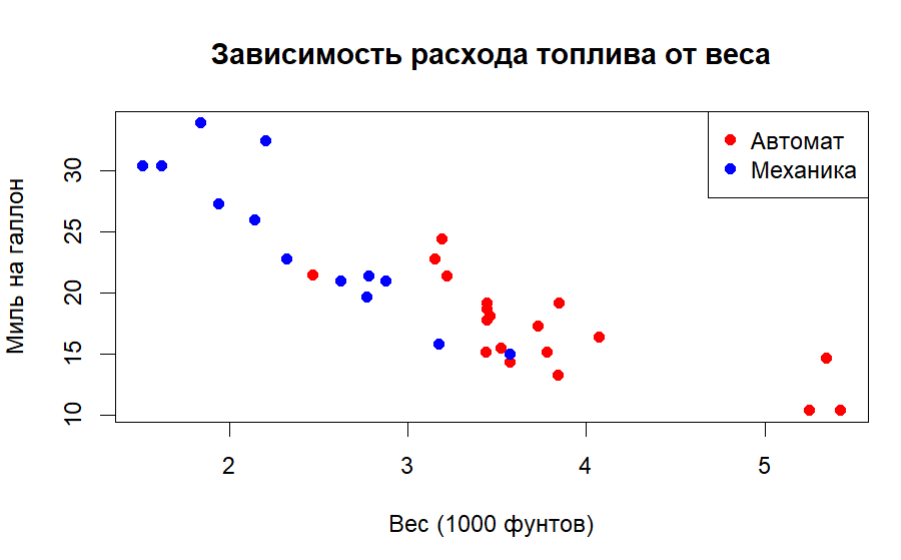 Зависимость расхода топлива от веса
Автомат
Механика
Миль на галлон
30
25
20
15
10
2 3 4 5
Вес (1000 фунтов)